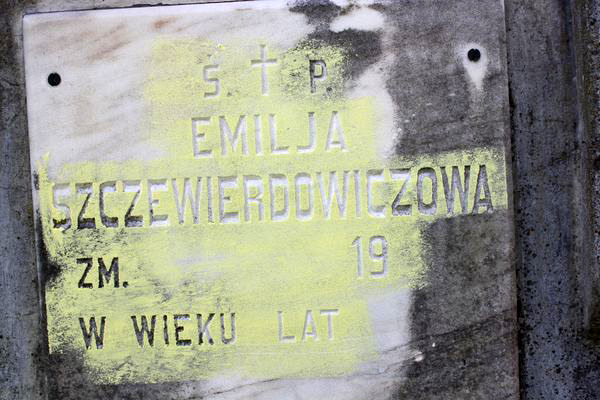 Ś † P.
EMILJA
SZCZEWIERDOWICZOWA
ZM. 19
W WIEKU LAT